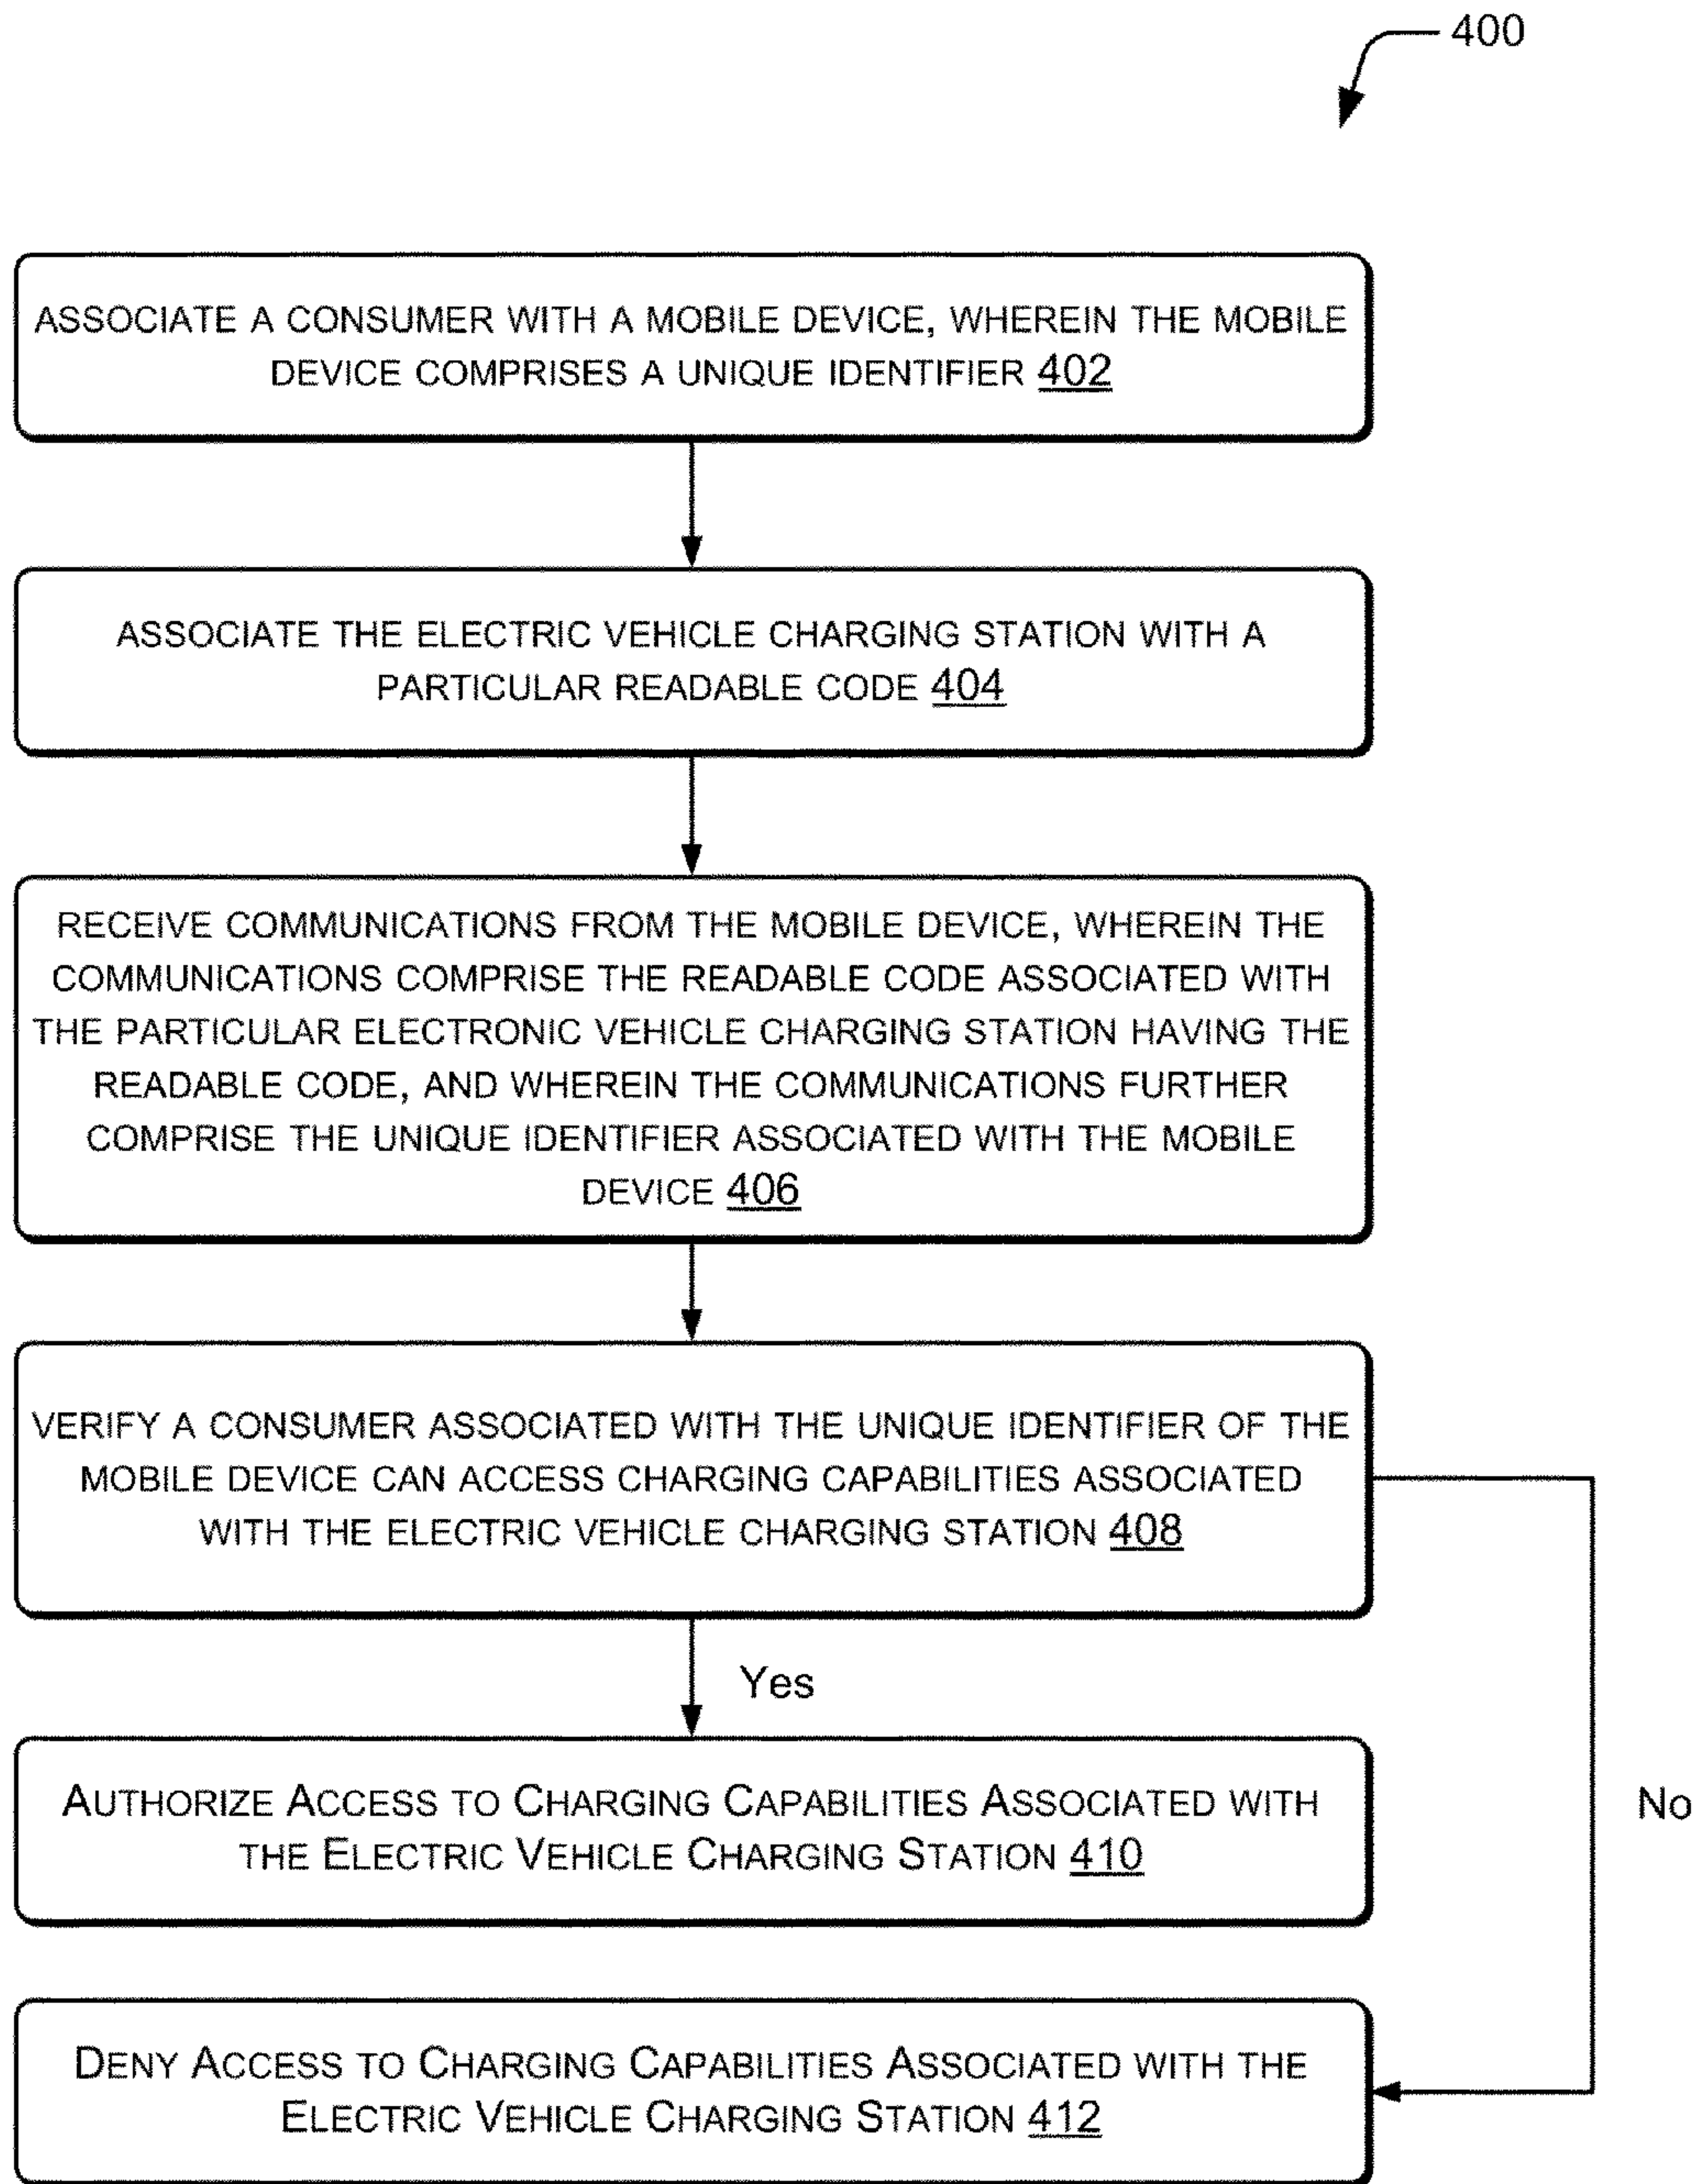 400
ASSOCIATE A CONSUMER WITH A MOBILE DEVICE, WHEREIN THE MOBILE
DEVICE COMPRISES A UNIQUE IDENTIFIER 402
ASSOCIATE THE ELECTRIC VEHICLE CHARGING STATION WITH A
PARTICULAR READABLE CODE 404
RECEIVE COMMUNICATIONS FROM THE MOBILE DEVICE, WHEREIN THE
COMMUNICATIONS COMPRISE THE READABLE CODE ASSOCIATED WITH
THE PARTICULAR ELECTRONIC VEHICLE CHARGING STATION HAVING THE
READABLE CODE, AND WHEREIN THE COMMUNICATIONS FURTHER
COMPRISE THE UNIQUE IDENTIFIER ASSOCIATED WITH THE MOBILE
DEVICE 406
VERIFY A CONSUMER ASSOCIATED WITH THE UNIQUE IDENTIFIER OF THE
MOBILE DEVICE CAN ACCESS CHARGING CAPABILITIES ASSOCIATED
WITH THE ELECTRIC VEHICLE CHARGING STATION 408
Yes
AUTHORIZE ACCESS TO CHARGING CAPABILITIES ASSOCIATED WITH
THE ELECTRIC VEHICLE CHARGING STATION 410
No
DENY ACCESS TO CHARGING CAPABILITIES ASSOCIATED WITH THE
ELECTRIC VEHICLE CHARGING STATION 412